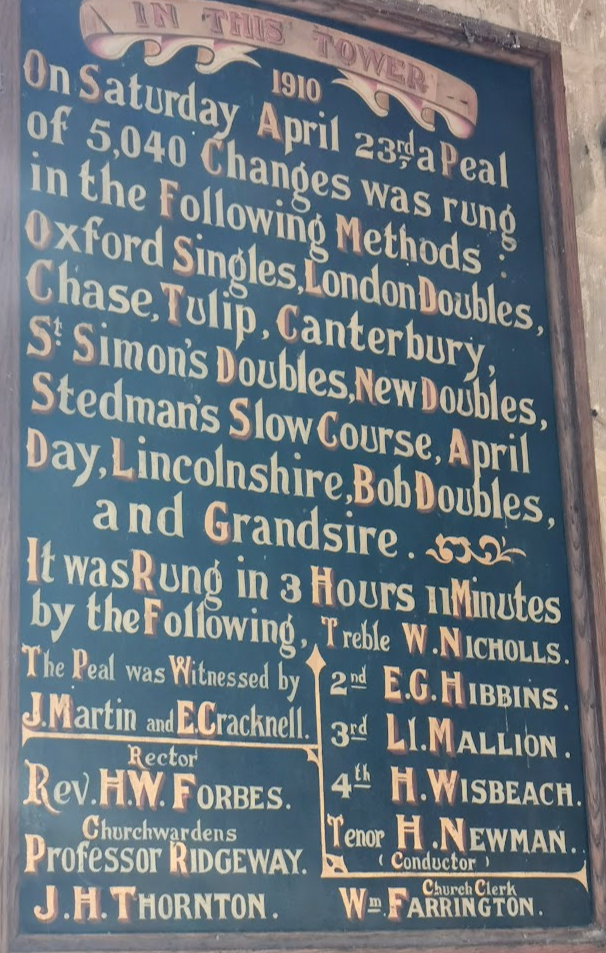 IN THIS TOWER
1910
On Saturday April 23rd a Peal
of 5,040 Changes was rung
in the Following Methods :
Oxford Singles, London Doubles,
Chase, Tulip, Canterbury,
St Simon's Doubles, New Doubles,
Stedman's Slow Course, April
Day, Lincolnshire, Bob Doubles,
and Grandsire.
It was Rung in 3 Hours 11 Minutes
by the Following, Treble W. NICHOLLS.
2nd E.G. HIBBINS.
3rd Ll. MALLION.
4th H. WISBEACH.
Tenor H. NEWMAN.
( Conductor )
The Peal was Witnessed by
J. Martin and E. Cracknell.
Rector
Rev. H.W. FORBES.
Churchwardens
Professor RIDGEWAY.
J.H. THORNTON.
Church Clerk
Wm FARRINGTON.